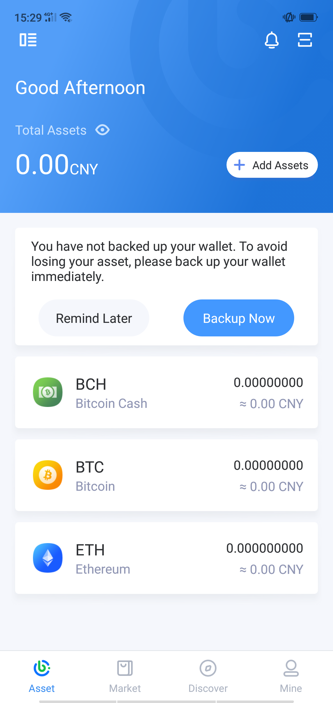 15:29
Good Afternoon
Total Assets
0.00CNY
Add Assets
You have not backed up your wallet. To avoid
losing your asset, please back up your wallet
immediately.
Remind Later
Backup Now
BCH
0.00000000
Bitcoin Cash
≈ 0.00 CNY
BTC
0.00000000
Bitcoin
≈ 0.00 CNY
ETH
0.000000000
Ethereum
≈ 0.00 CNY
Asset
Market
Discover
Mine